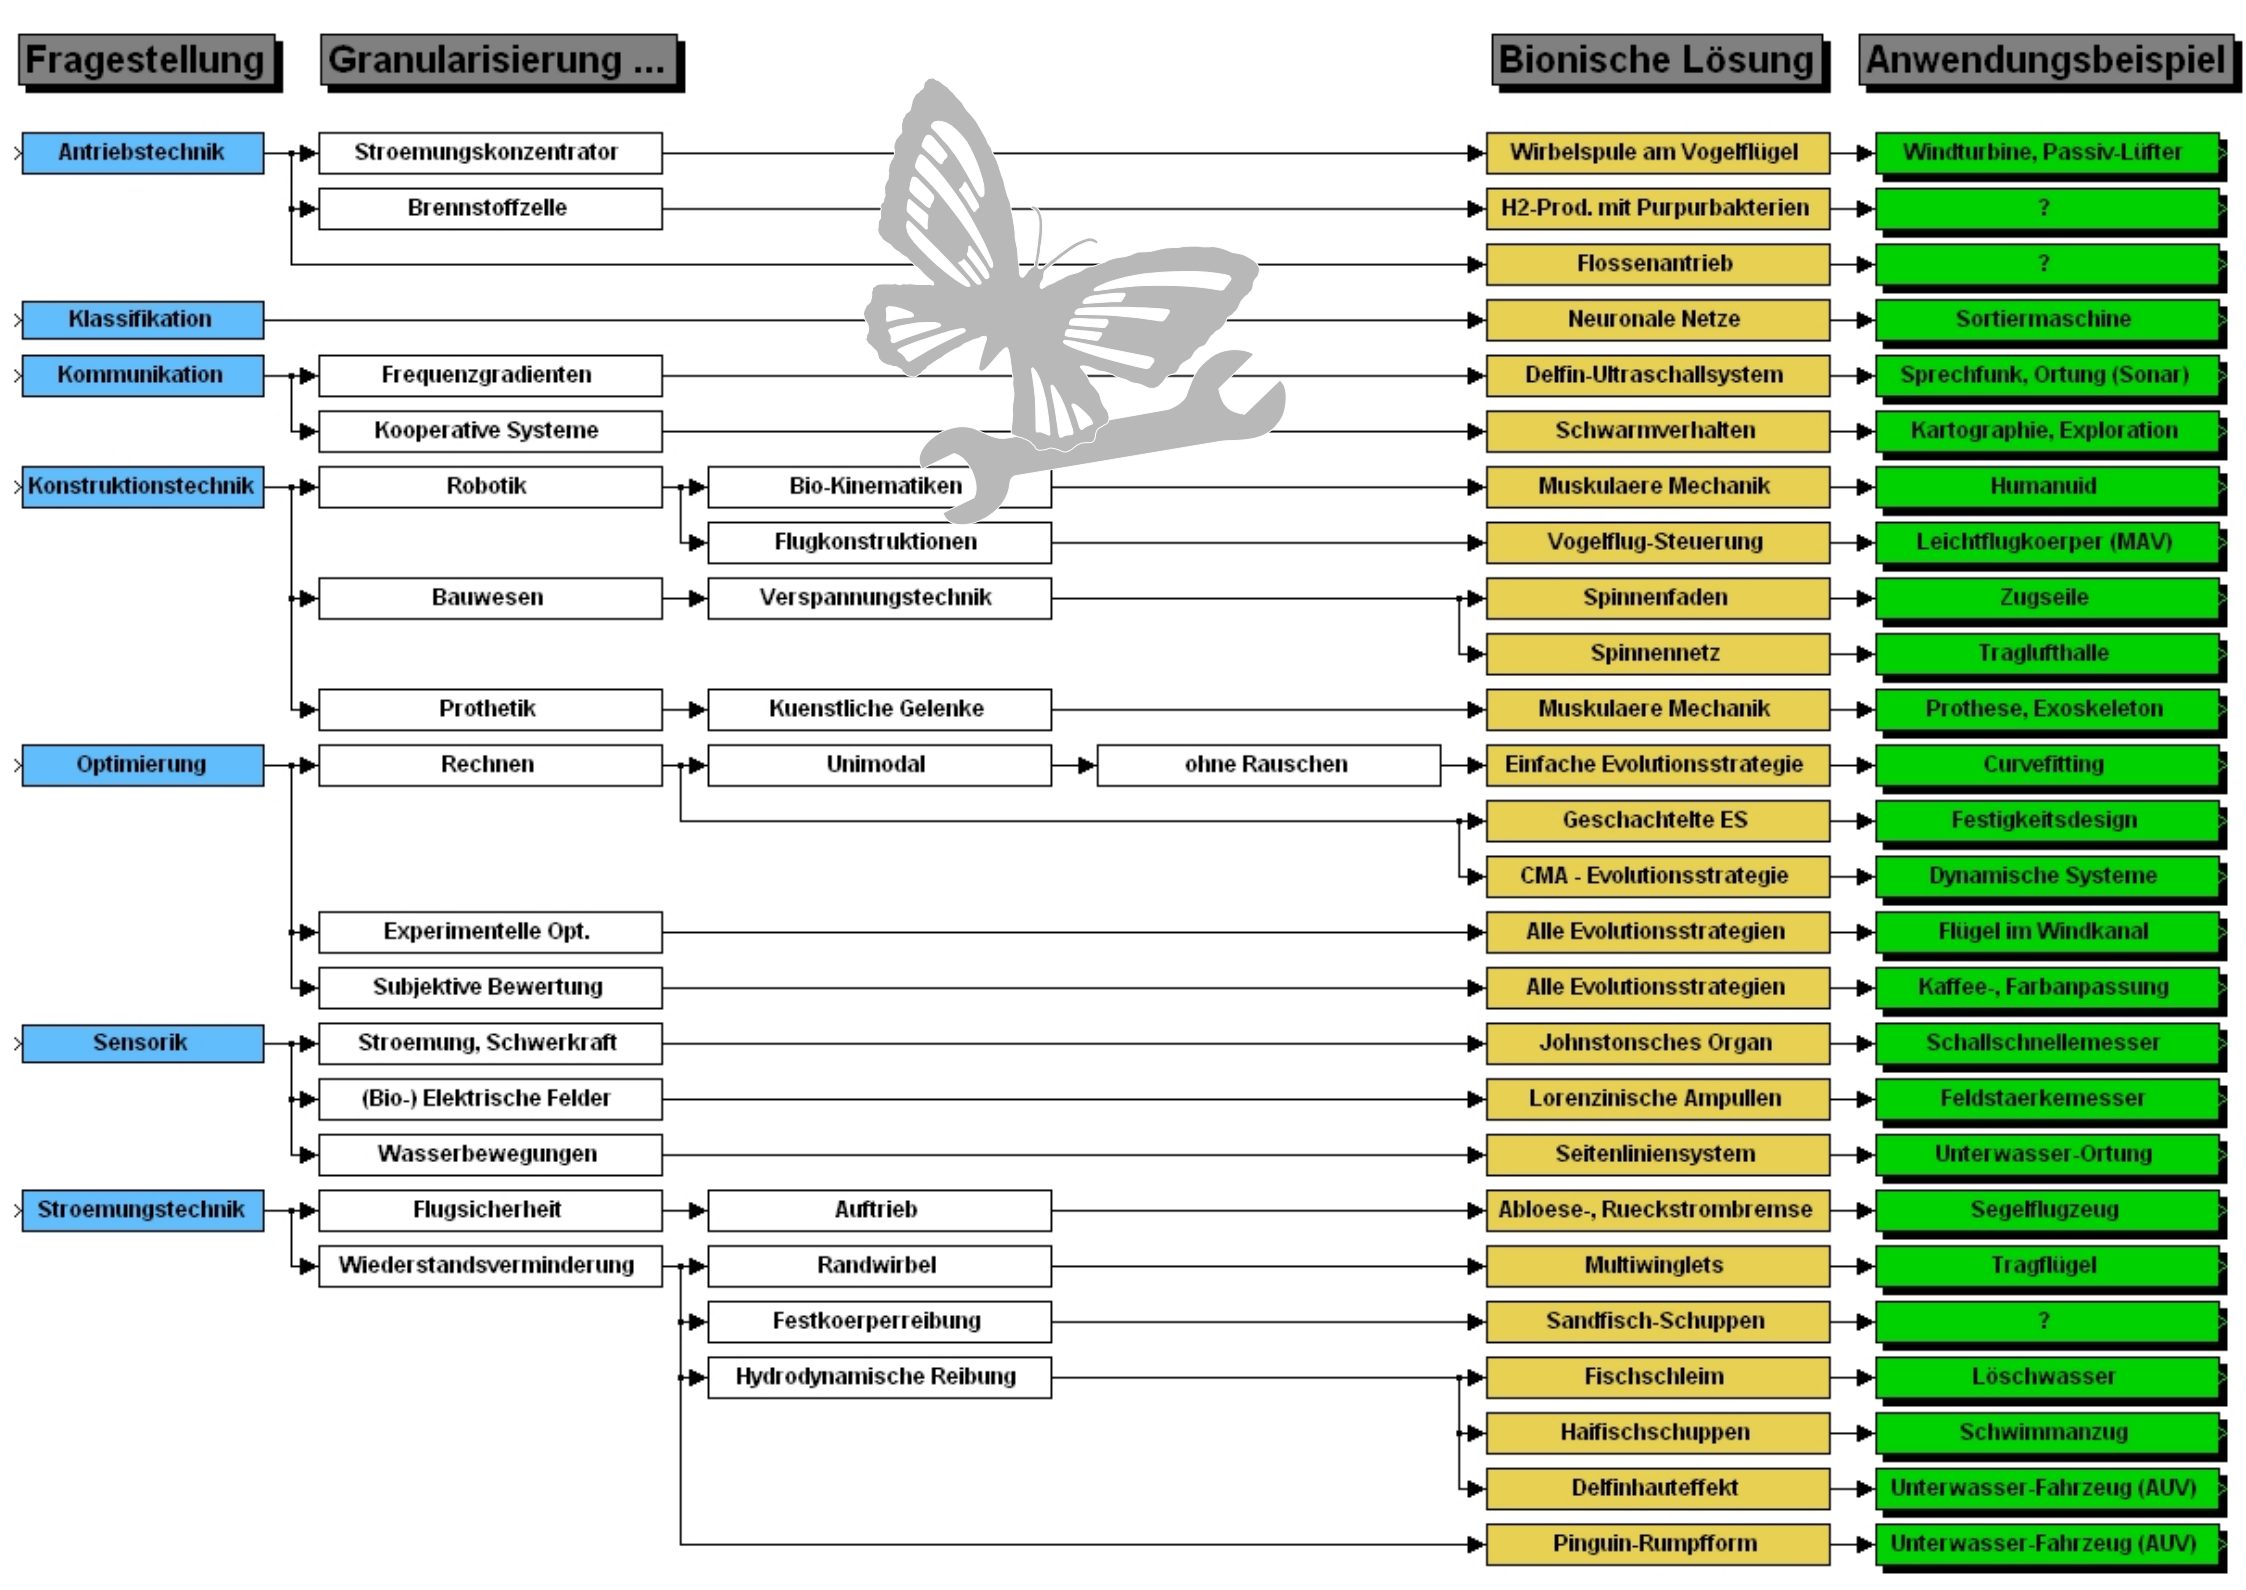 Fragestellung Granularisierung ... Bionische Lösung Anwendungsbeispiel
Antriebstechnik Stroemungskonzentrator Wirbelspule am Vogelflügel Windturbine, Passiv-Lüfter
Brennstoffzelle H2-Prod. mit Purpurbakterien ?
Flossenantrieb ?
Klassifikation Neuronale Netze Sortiermaschine
Kommunikation Frequenzgradienten Delfin-Ultraschallsystem Sprechfunk, Ortung (Sonar)
Kooperative Systeme Schwarmverhalten Kartographie, Exploration
Konstruktionstechnik Robotik Bio-Kinematiken Muskulaere Mechanik Humanuid
Flugkonstruktionen Vogelflug-Steuerung Leichtflugkoerper (MAV)
Bauwesen Verspannungstechnik Spinnenfaden Zugseile
Spinnennetz Traglufthalle
Prothetik Kuenstliche Gelenke Muskulaere Mechanik Prothese, Exoskeleton
Optimierung Rechnen Unimodal ohne Rauschen Einfache Evolutionsstrategie Curvefitting
Geschachtelte ES Festigkeitsdesign
CMA - Evolutionsstrategie Dynamische Systeme
Experimentelle Opt. Alle Evolutionsstrategien Flügel im Windkanal
Subjektive Bewertung Alle Evolutionsstrategien Kaffee-, Farbanpassung
Sensorik Stroemung, Schwerkraft Johnstonsches Organ Schallschnellemesser
(Bio-) Elektrische Felder Lorenzinische Ampullen Feldstaerkemesser
Wasserbewegungen Seitenliniensystem Unterwasser-Ortung
Stroemungstechnik Flugsicherheit Auftrieb Abloese-, Rueckstrombremse Segelflugzeug
Wiederstandsverminderung Randwirbel Multiwinglets Tragflügel
Festkoerperreibung Sandfisch-Schuppen ?
Hydrodynamische Reibung Fischschleim Löschwasser
Haifischschuppen Schwimmanzug
Delfinhauteffekt Unterwasser-Fahrzeug (AUV)
Pinguin-Rumpfform Unterwasser-Fahrzeug (AUV)